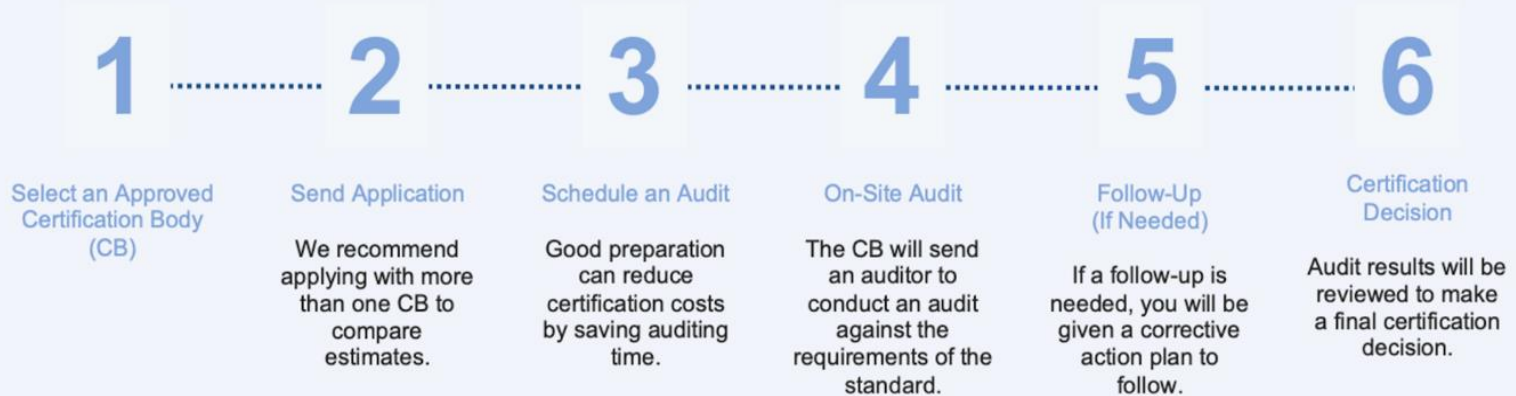 1
2
3
4
5
6
Select an Approved
Certification Body
(CB)
Send Application
We recommend
applying with more
than one CB to
compare
estimates.
Schedule an Audit
Good preparation
can reduce
certification costs
by saving auditing
time.
On-Site Audit
The CB will send
an auditor to
conduct an audit
against the
requirements of the
standard.
Follow-Up
(If Needed)
If a follow-up is
needed, you will be
given a corrective
action plan to
follow.
Certification
Decision
Audit results will be
reviewed to make
a final certification
decision.